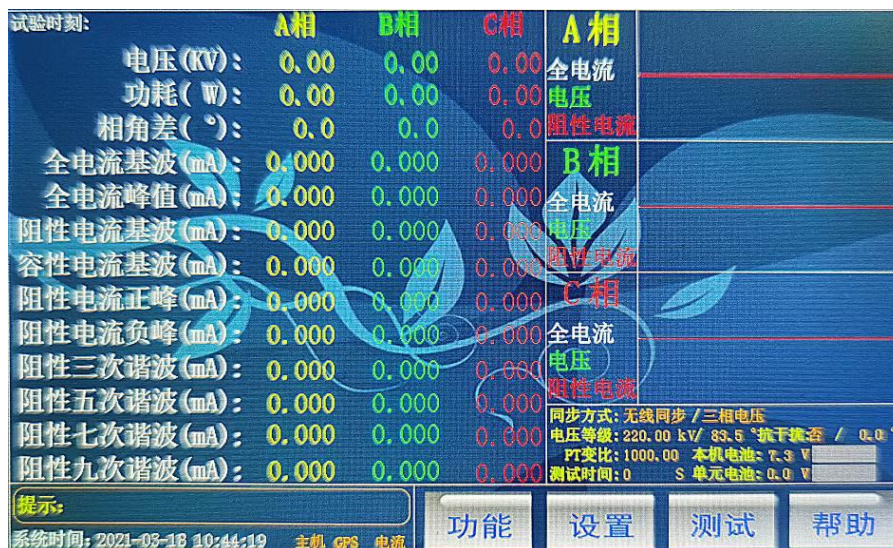 试验时刻: A相 B相 C相
电压(KV): 0.00 0.00 0.00
功耗( W): 0.00 0.00 0.00
相角差( °): 0.0 0.0 0.0
全电流基波(mA): 0.000 0.000 0.000
全电流峰值(mA): 0.000 0.000 0.000
阻性电流基波(mA): 0.000 0.000 0.000
容性电流基波(mA): 0.000 0.000 0.000
阻性电流正峰(mA): 0.000 0.000 0.000
阻性电流负峰(mA): 0.000 0.000 0.000
阻性三次谐波(mA): 0.000 0.000 0.000
阻性五次谐波(mA): 0.000 0.000 0.000
阻性七次谐波(mA): 0.000 0.000 0.000
阻性九次谐波(mA): 0.000 0.000 0.000
A相
全电流
电压
阻性电流
B相
全电流
电压
阻性电流
C相
全电流
电压
阻性电流
同步方式:无线同步 /三相电压
电压等级:220.00 kV/ 83.5 °抗干扰:否 / 0.0 °
PT变比:1000.00 本机电池:7.3 V
测试时间:0 S 单元电池:0.0 V
提示:
系统时间:2021-03-18 10:44:19 主机 GPS 电流
功能 设置 测试 帮助